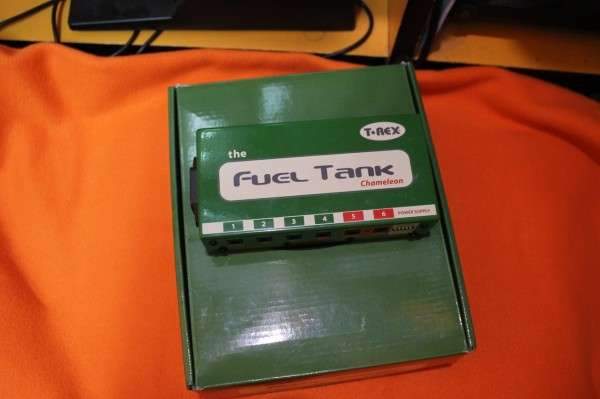 T·REX
the
FUEL TANK
Chameleon
1 2 3 4 5 6 POWER SUPPLY